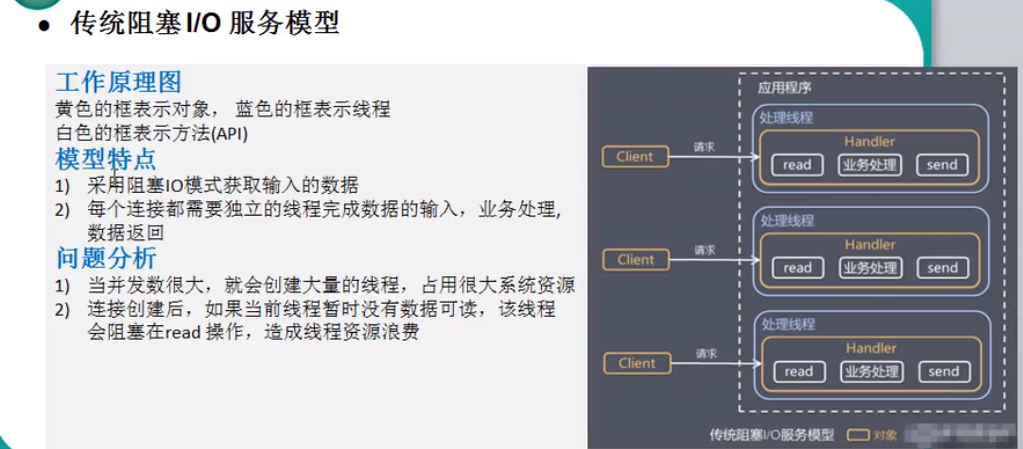 ● 传统阻塞 I/O 服务模型
工作原理图
黄色的框表示对象， 蓝色的框表示线程
白色的框表示方法(API)
模型特点
1) 采用阻塞IO模式获取输入的数据
2) 每个连接都需要独立的线程完成数据的输入，业务处理,
数据返回
问题分析
1) 当并发数很大，就会创建大量的线程，占用很大系统资源
2) 连接创建后，如果当前线程暂时没有数据可读，该线程
会阻塞在read 操作，造成线程资源浪费
应用程序
处理线程
Handler
Client 请求 read 业务处理 send
处理线程
Handler
Client 请求 read 业务处理 send
处理线程
Handler
Client 请求 read 业务处理 send
传统阻塞I/O服务模型 对象